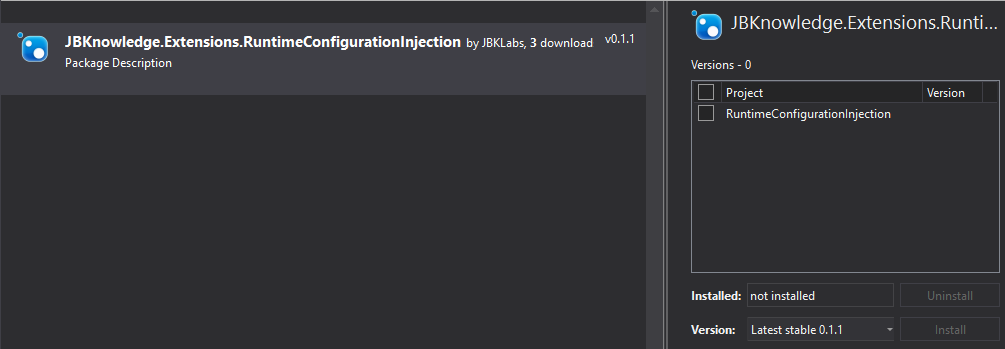 JBKnowledge.Extensions.RuntimeConfigurationInjection by JBKLabs, 3 download v0.1.1
Package Description
JBKnowledge.Extensions.Runti...
Versions - 0
Project Version
RuntimeConfigurationInjection
Installed: not installed Uninstall
Version: Latest stable 0.1.1 Install